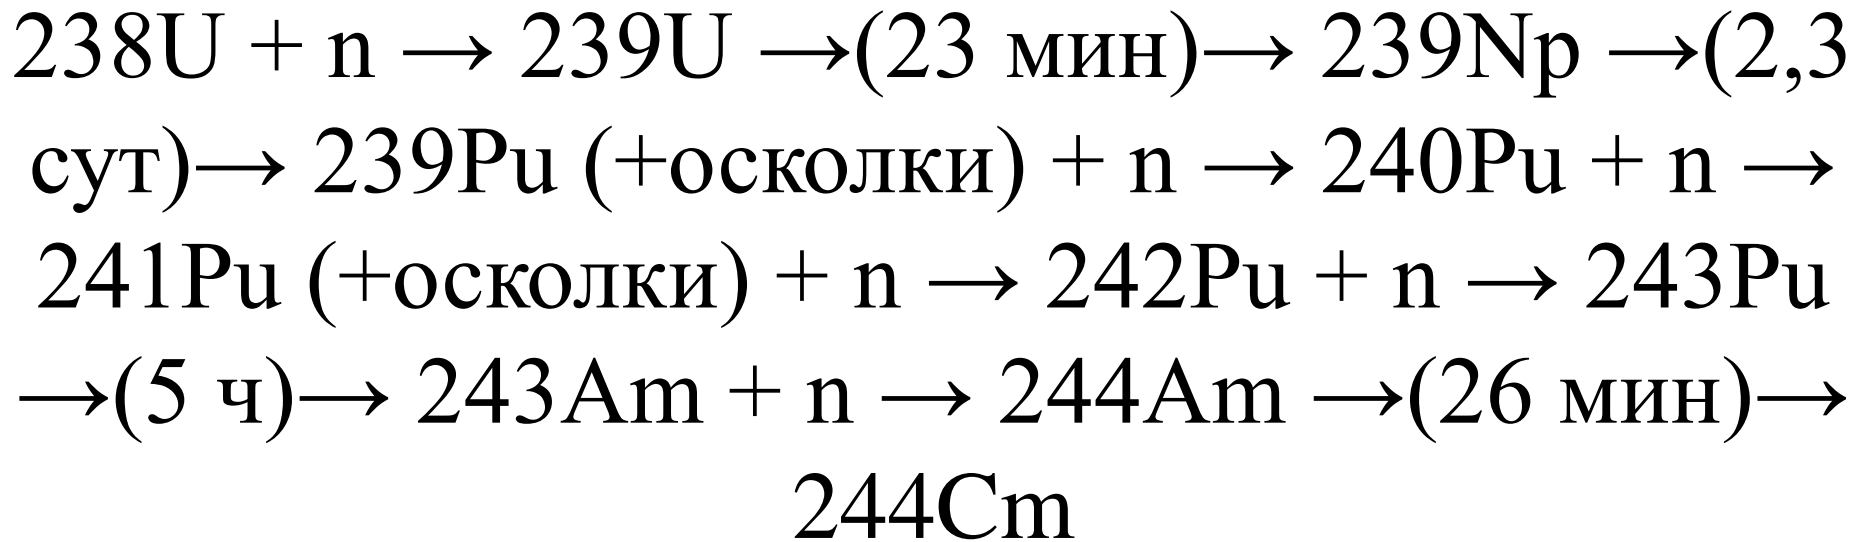 238U + n → 239U →(23 мин)→ 239Np →(2,3
сут)→ 239Pu (+осколки) + n → 240Pu + n →
241Pu (+осколки) + n → 242Pu + n → 243Pu
→(5 ч)→ 243Am + n → 244Am →(26 мин)→
244Cm